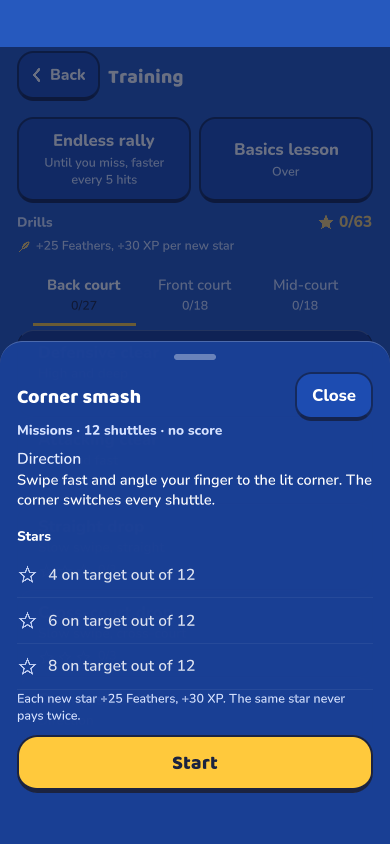 Back
Training
Endless rally
Until you miss, faster
every 5 hits
Basics lesson
Over
Drills
0/63
+25 Feathers, +30 XP per new star
Back court
0/27
Front court
0/18
Mid-court
0/18
Corner smash
Close
Missions · 12 shuttles · no score
Direction
Swipe fast and angle your finger to the lit corner. The
corner switches every shuttle.
Stars
4 on target out of 12
6 on target out of 12
8 on target out of 12
Each new star +25 Feathers, +30 XP. The same star never
pays twice.
Start